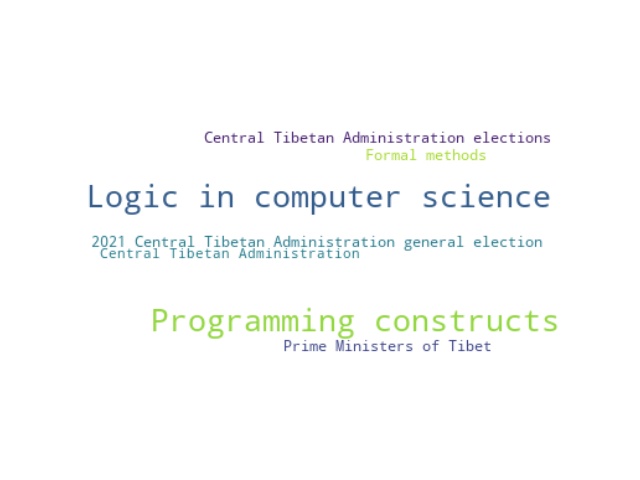 Central Tibetan Administration elections
Formal methods
Logic in computer science
2021 Central Tibetan Administration general election
Central Tibetan Administration
Programming constructs
Prime Ministers of Tibet